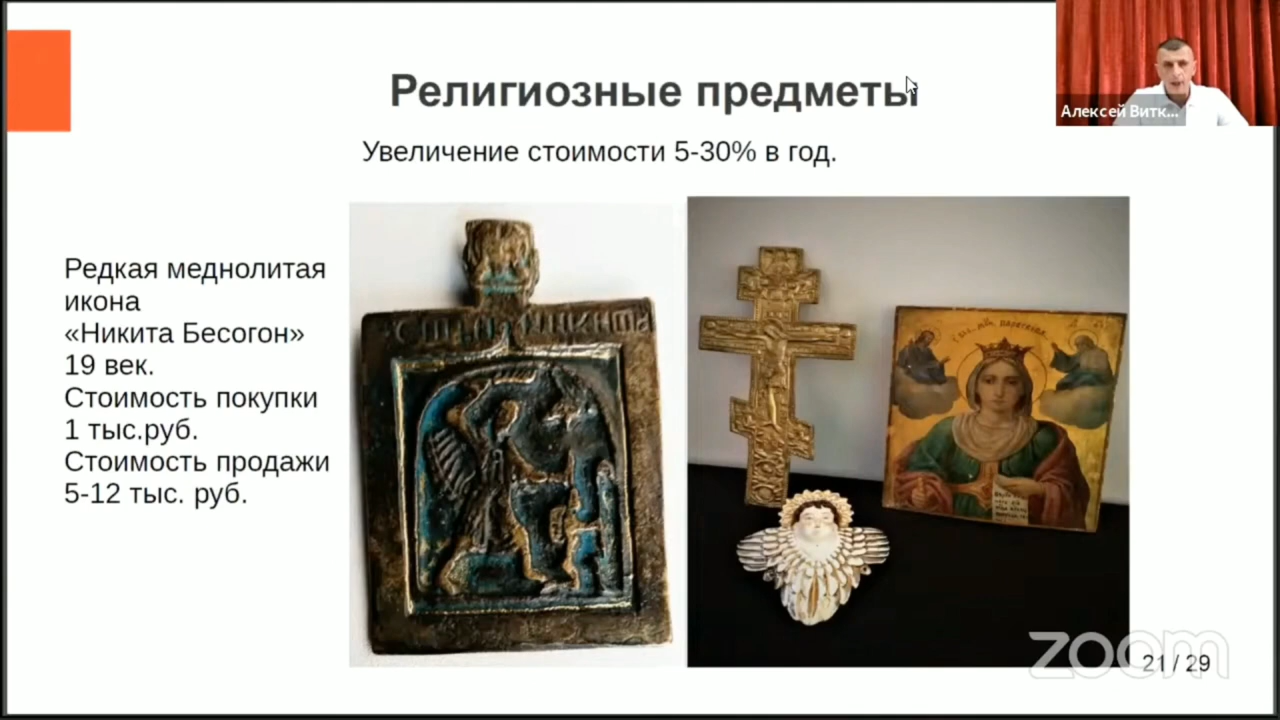 Религиозные предметы
Алексей Витк...
Увеличение стоимости 5-30% в год.
Редкая меднолитая
икона
«Никита Бесогон»
19 век.
Стоимость покупки
1 тыс.руб.
Стоимость продажи
5-12 тыс. руб.
zoom
21 / 29